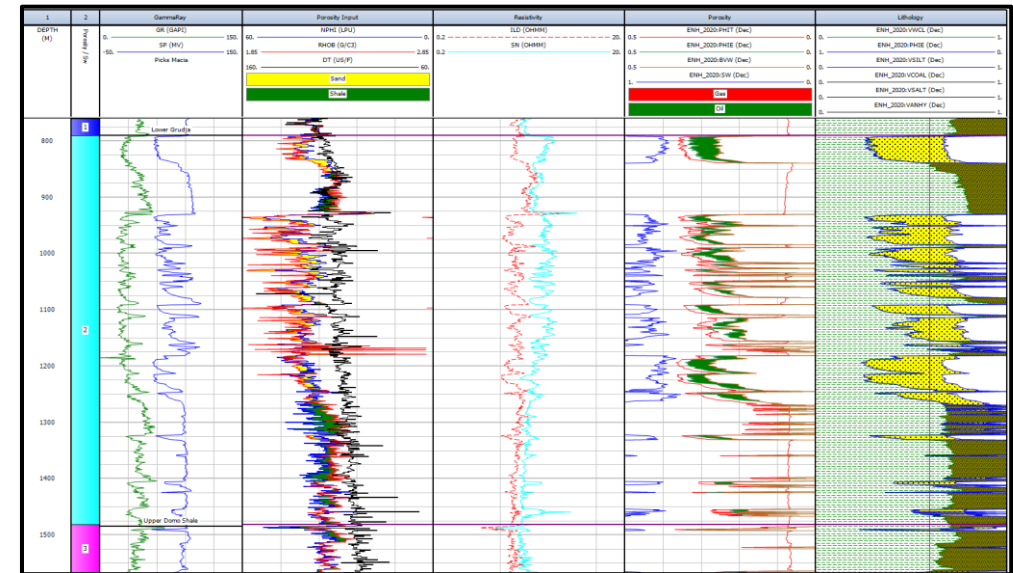 1
2
GammaRay
Porosity Input
Resistivity
Porosity
Lithology
DEPTH
(M)
Porosity / Sw
GR (GAPI)
0. 150.
SP (MV)
-50. 150.
Picks Macia
NPHI (LPU)
60. 0.
RHOB (G/C3)
1.85 2.85
DT (US/F)
160. 60.
Sand
Shale
ILD (OHMM)
0.2 20.
SN (OHMM)
0.2 20.
ENH_2020:PHIT (Dec)
0.5 0.
ENH_2020:PHIE (Dec)
0.5 0.
ENH_2020:BVW (Dec)
0.5 0.
ENH_2020:SW (Dec)
1. 0.
Gas
Oil
ENH_2020:VWCL (Dec)
0. 1.
ENH_2020:PHIE (Dec)
0. 1.
ENH_2020:VSILT (Dec)
0. 1.
ENH_2020:VCOAL (Dec)
0. 1.
ENH_2020:VSALT (Dec)
0. 1.
ENH_2020:VANHY (Dec)
0. 1.
1
Lower Grudja
800
900
1000
1100
2
1200
1300
1400
Upper Domo Shale
1500
3